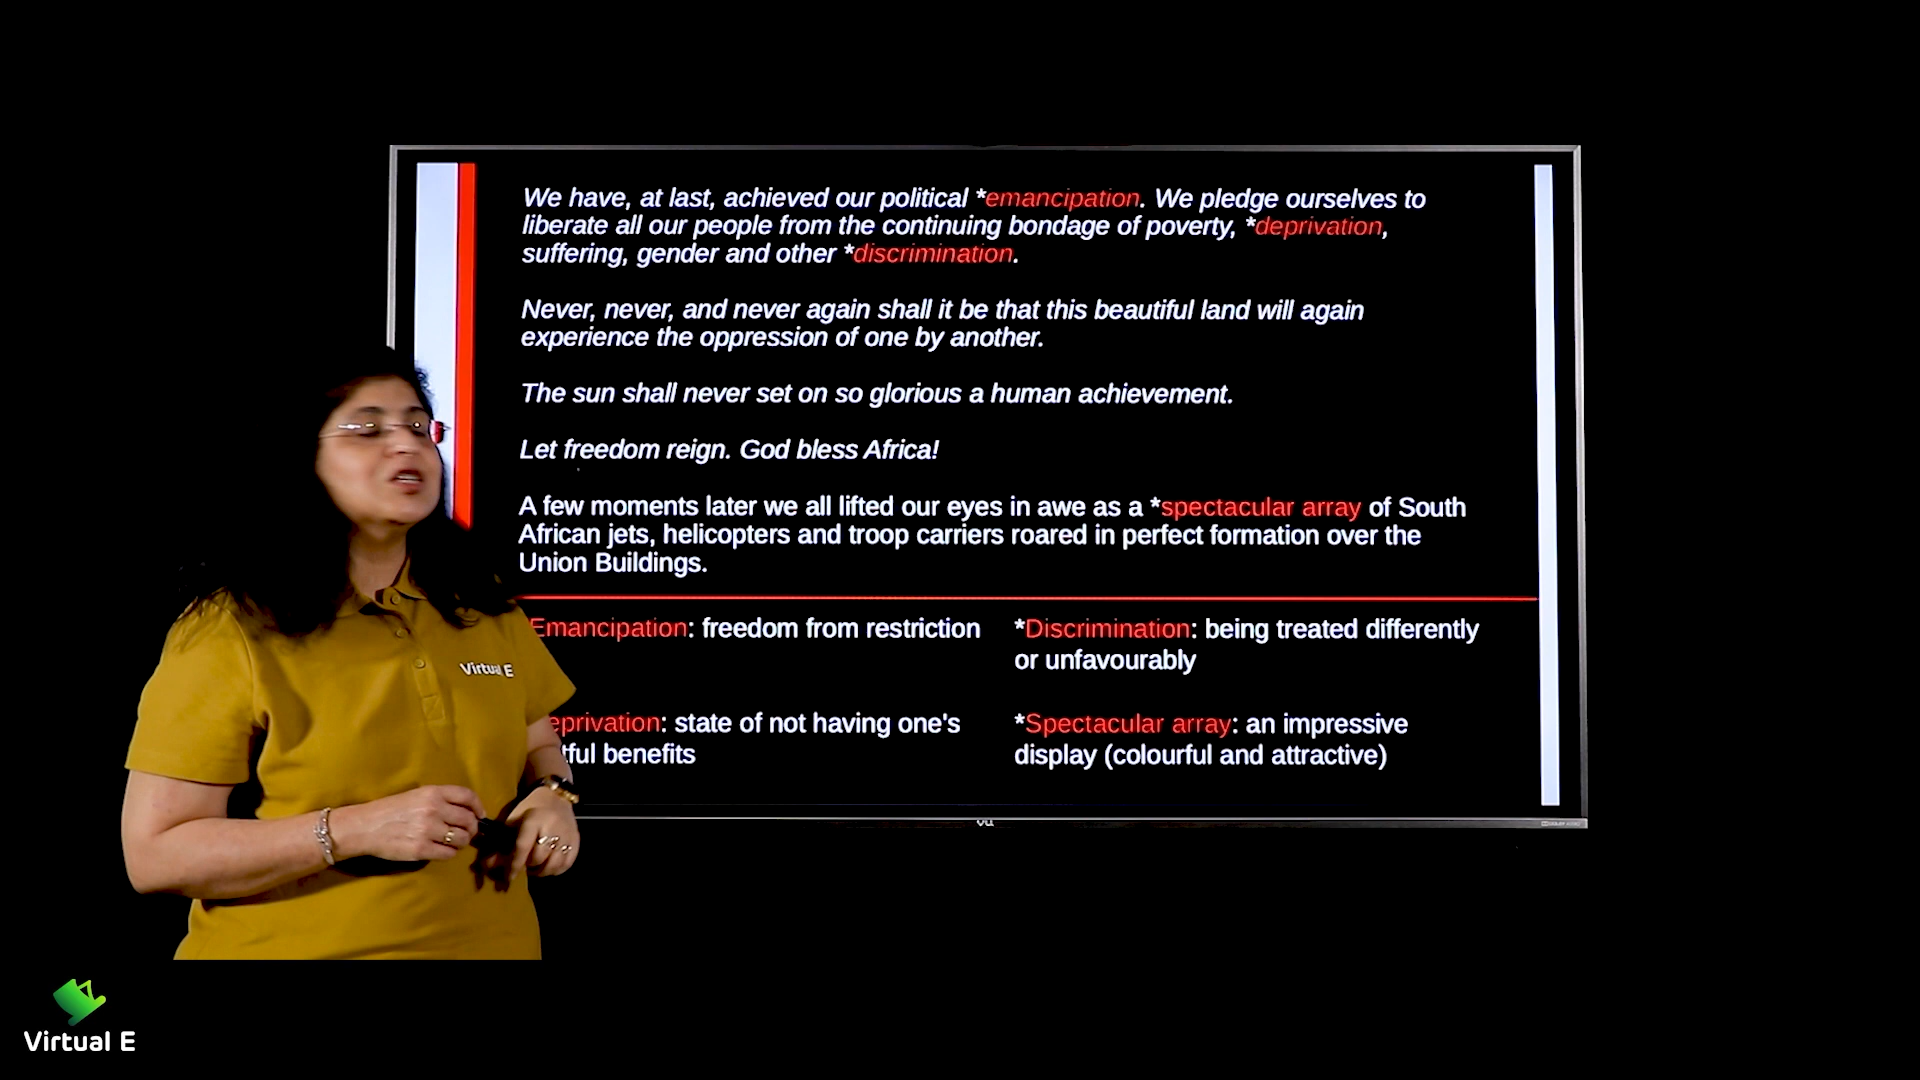 We have, at last, achieved our political *emancipation. We pledge ourselves to
liberate all our people from the continuing bondage of poverty, *deprivation,
suffering, gender and other *discrimination.
Never, never, and never again shall it be that this beautiful land will again
experience the oppression of one by another.
The sun shall never set on so glorious a human achievement.
Let freedom reign. God bless Africa!
A few moments later we all lifted our eyes in awe as a *spectacular array of South
African jets, helicopters and troop carriers roared in perfect formation over the
Union Buildings.
Emancipation: freedom from restriction
*Discrimination: being treated differently
or unfavourably
eprivation: state of not having one's
tful benefits
*Spectacular array: an impressive
display (colourful and attractive)
Virtual E
Virtual E